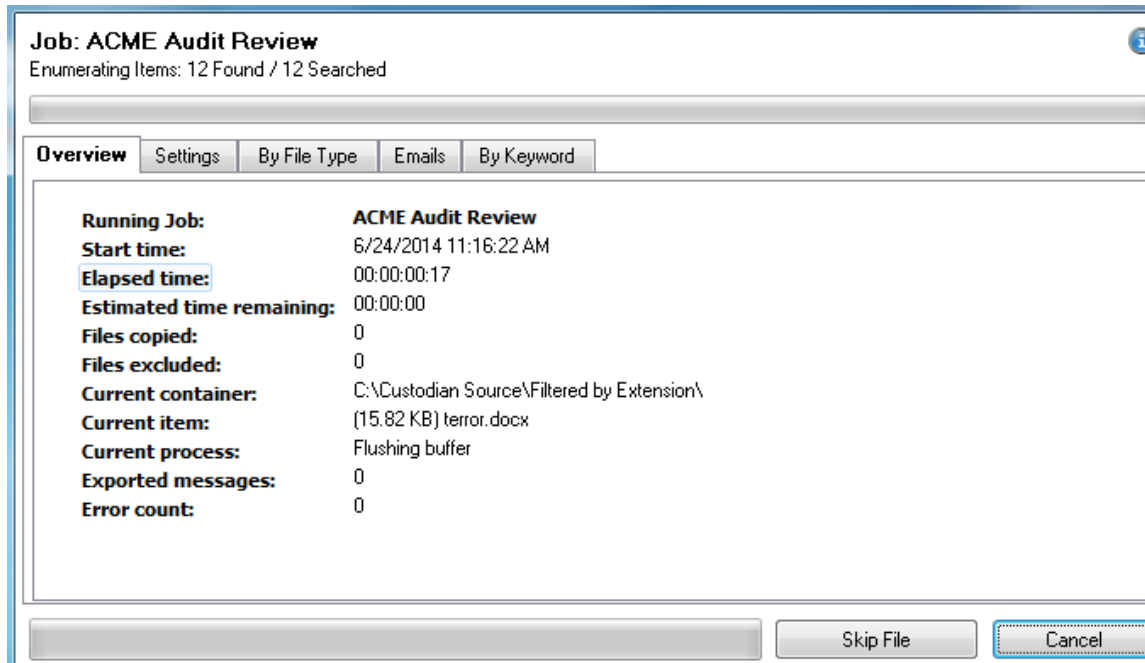 Job: ACME Audit Review
Enumerating Items: 12 Found / 12 Searched
Overview Settings By File Type Emails By Keyword
Running Job: ACME Audit Review
Start time: 6/24/2014 11:16:22 AM
Elapsed time: 00:00:00:17
Estimated time remaining: 00:00:00
Files copied: 0
Files excluded: 0
Current container: C:\Custodian Source\Filtered by Extension\
Current item: (15.82 KB) terror.docx
Current process: Flushing buffer
Exported messages: 0
Error count: 0
Skip File Cancel